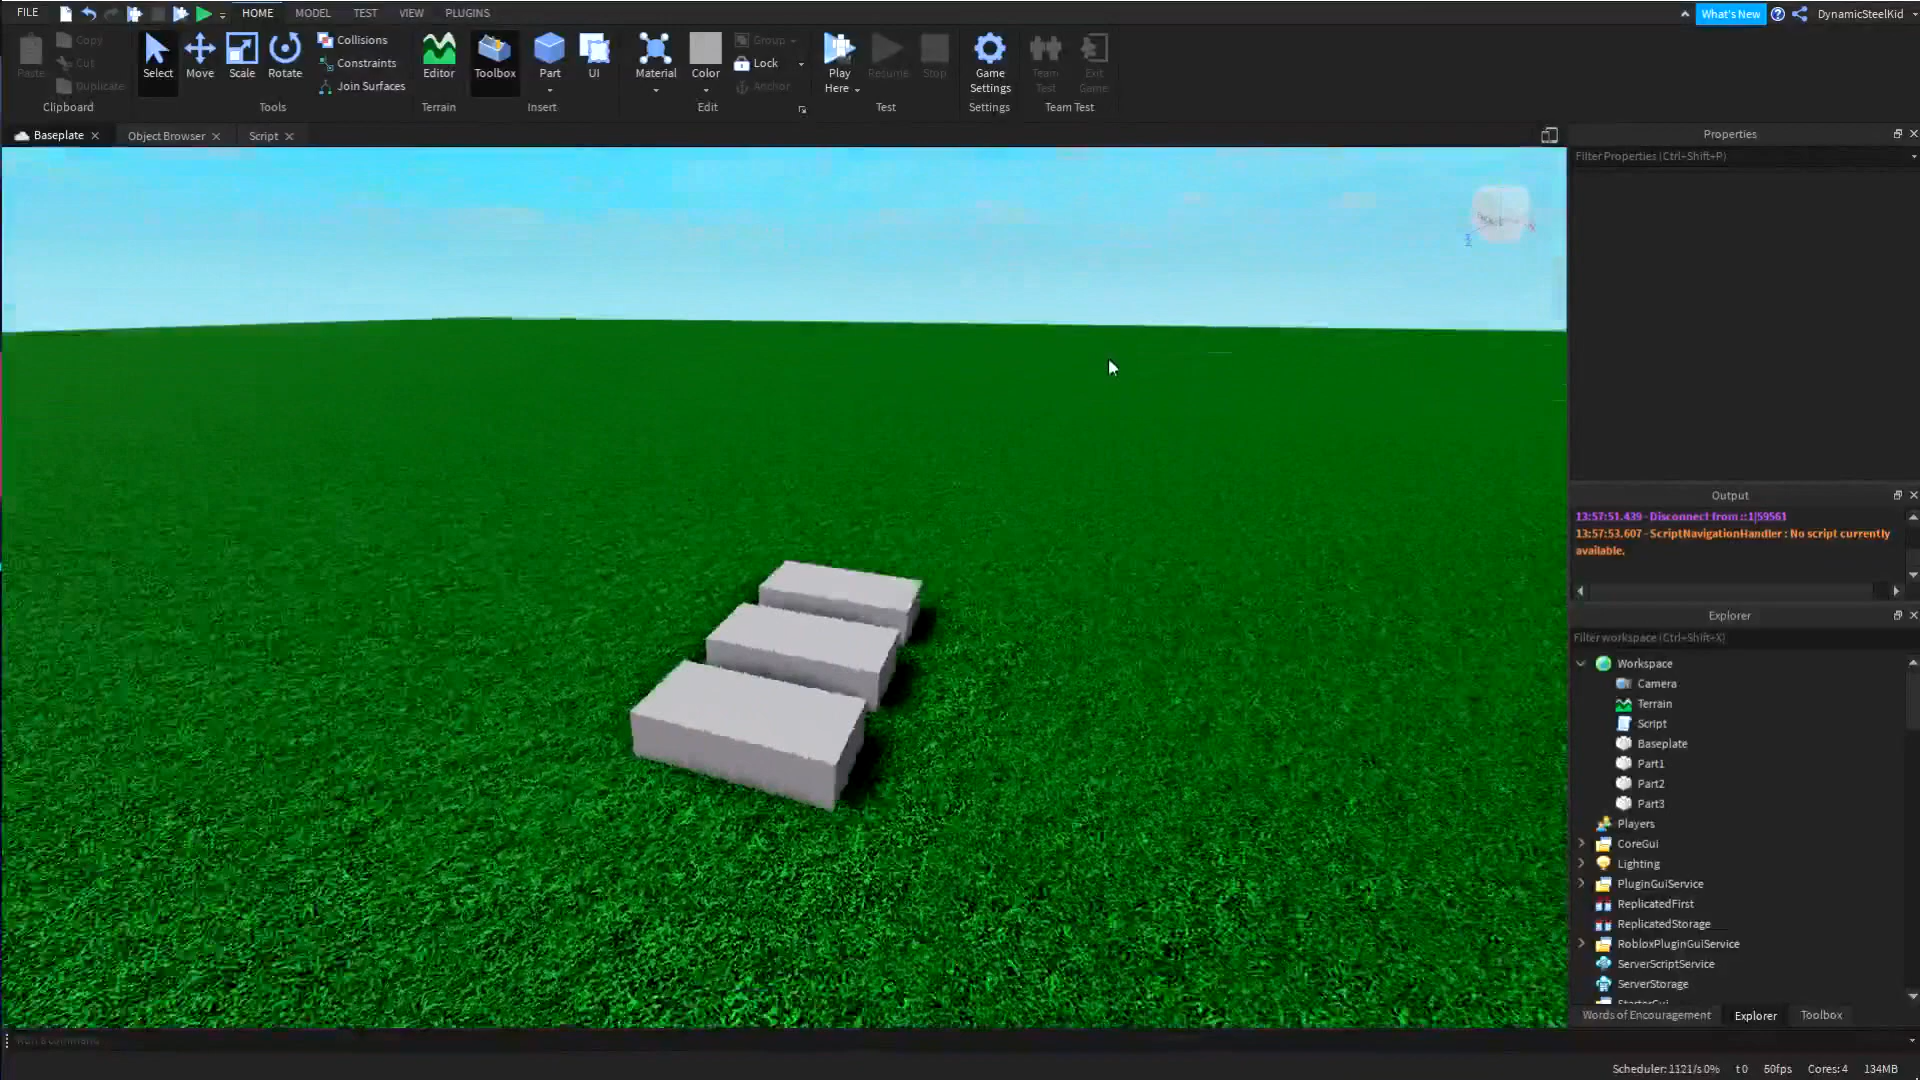 FILE
HOME
MODEL
TEST
VIEW
PLUGINS
What's New
DynamicSteelKid
Paste
Copy
Cut
Duplicate
Clipboard
Select
Move
Scale
Rotate
Collisions
Constraints
Join Surfaces
Tools
Editor
Terrain
Toolbox
Part
UI
Insert
Material
Color
Group
Lock
Anchor
Edit
Play
Here
Resume
Stop
Test
Game
Settings
Settings
Team
Test
Exit
Game
Team Test
Baseplate
Object Browser
Script
Properties
Filter Properties (Ctrl+Shift+P)
Output
13:57:51.439 - Disconnect from ::1|59561
13:57:53.607 - ScriptNavigationHandler : No script currently
available.
Explorer
Filter workspace (Ctrl+Shift+X)
Workspace
Camera
Terrain
Script
Baseplate
Part1
Part2
Part3
Players
CoreGui
Lighting
PluginGuiService
ReplicatedFirst
ReplicatedStorage
RobloxPluginGuiService
ServerScriptService
ServerStorage
StarterGui
Words of Encouragement
Explorer
Toolbox
Run a command
Scheduler: 1321/s 0%
t 0
60fps
Cores: 4
134MB